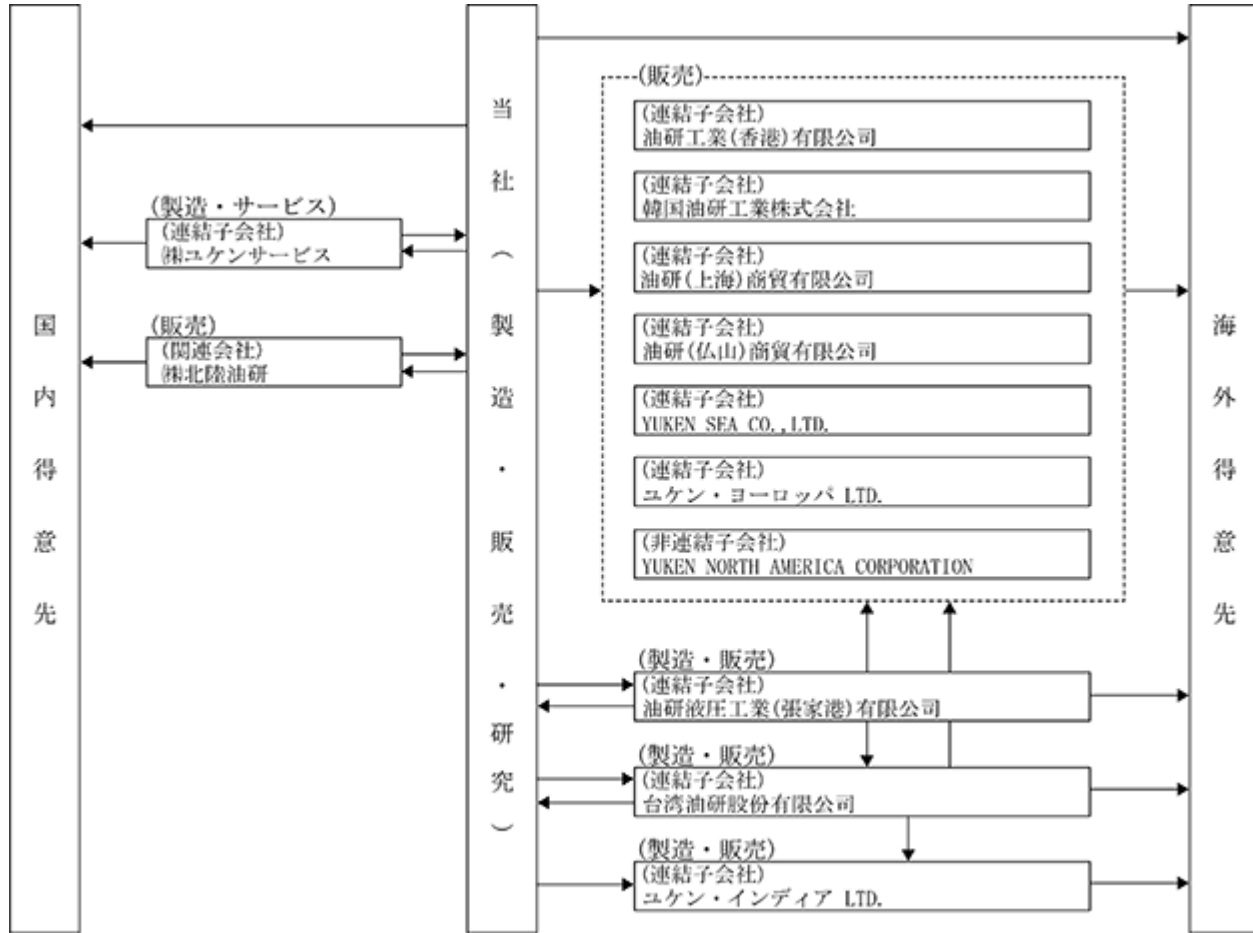 国内得意先
(製造・サービス)
(連結子会社)
㈱ユケンサービス
(販売)
(関連会社)
㈱北陸油研
当社(製造・販売・研究)
(販売)
(連結子会社)
油研工業(香港)有限公司
(連結子会社)
韓国油研工業株式会社
(連結子会社)
油研(上海)商貿有限公司
(連結子会社)
油研(仏山)商貿有限公司
(連結子会社)
YUKEN SEA CO.,LTD.
(連結子会社)
ユケン・ヨーロッパ LTD.
(非連結子会社)
YUKEN NORTH AMERICA CORPORATION
(製造・販売)
(連結子会社)
油研液圧工業(張家港)有限公司
(製造・販売)
(連結子会社)
台湾油研股份有限公司
(製造・販売)
(連結子会社)
ユケン・インディア LTD.
海外得意先